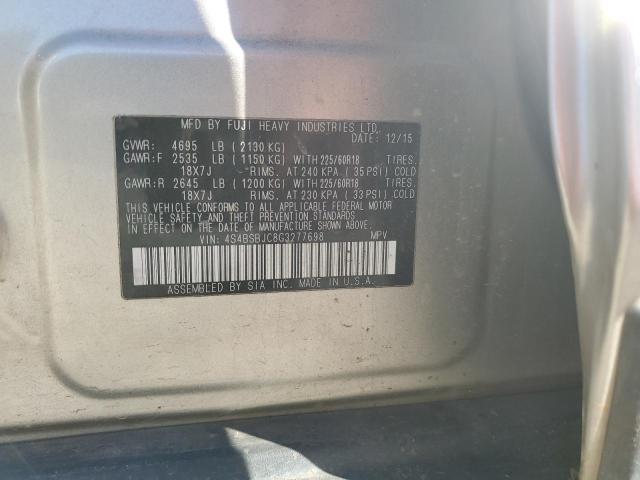 MFD BY FUJI HEAVY INDUSTRIES LTD.
DATE: 12/15
GVWR: 4695 LB ( 2130 KG)
GAWR:F 2535 LB ( 1150 KG) WITH 225/60R18 TIRES.
18X7J RIMS. AT 240 KPA ( 35 PSI) COLD
GAWR:R 2645 LB ( 1200 KG) WITH 225/60R18 TIRES.
18X7J RIMS. AT 230 KPA ( 33 PSI) COLD
THIS VEHICLE CONFORMS TO ALL APPLICABLE FEDERAL MOTOR
VEHICLE SAFETY AND THEFT PREVENTION STANDARDS
IN EFFECT ON THE DATE OF MANUFACTURE SHOWN ABOVE.
VIN: 4S4BSBJC8G3277698 MPV
ASSEMBLED BY SIA INC. MADE IN U.S.A.